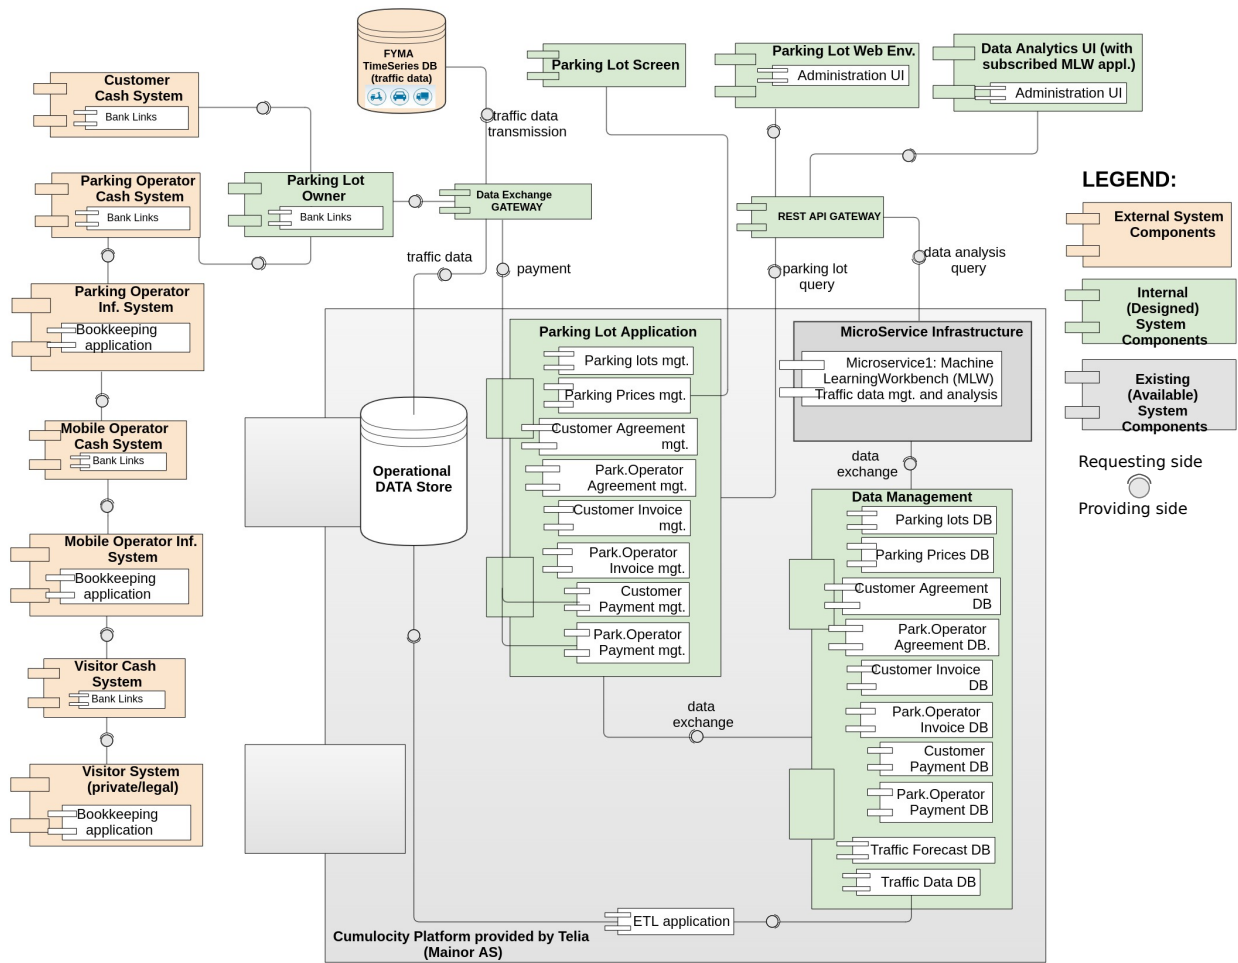 FYMA
TimeSeries DB
(traffic data)
Parking Lot Screen
Parking Lot Web Env.
Administration UI
Data Analytics UI (with
subscribed MLW appl.)
Administration UI
Customer
Cash System
Bank Links
traffic data
transmission
Parking Operator
Cash System
Bank Links
Parking Lot
Owner
Bank Links
Data Exchange
GATEWAY
REST API GATEWAY
LEGEND:
External System
Components
Internal
(Designed)
System
Components
Existing
(Available)
System
Components
Requesting side
Providing side
traffic data
payment
parking lot
query
data analysis
query
Parking Operator
Inf. System
Bookkeeping
application
Mobile Operator
Cash System
Bank Links
Mobile Operator Inf.
System
Bookkeeping
application
Visitor Cash
System
Bank Links
Visitor System
(private/legal)
Bookkeeping
application
Operational
DATA Store
Parking Lot Application
Parking lots mgt.
Parking Prices mgt.
Customer Agreement
mgt.
Park.Operator
Agreement mgt.
Customer Invoice
mgt.
Park.Operator
Invoice mgt.
Customer
Payment mgt.
Park.Operator
Payment mgt.
MicroService Infrastructure
Microservice1: Machine
LearningWorkbench (MLW)
Traffic data mgt. and analysis
data
exchange
Data Management
Parking lots DB
Parking Prices DB
Customer Agreement
DB
Park.Operator
Agreement DB.
Customer Invoice
DB
Park.Operator
Invoice DB
Customer
Payment DB
Park.Operator
Payment DB
Traffic Forecast DB
Traffic Data DB
data
exchange
ETL application
Cumulocity Platform provided by Telia
(Mainor AS)